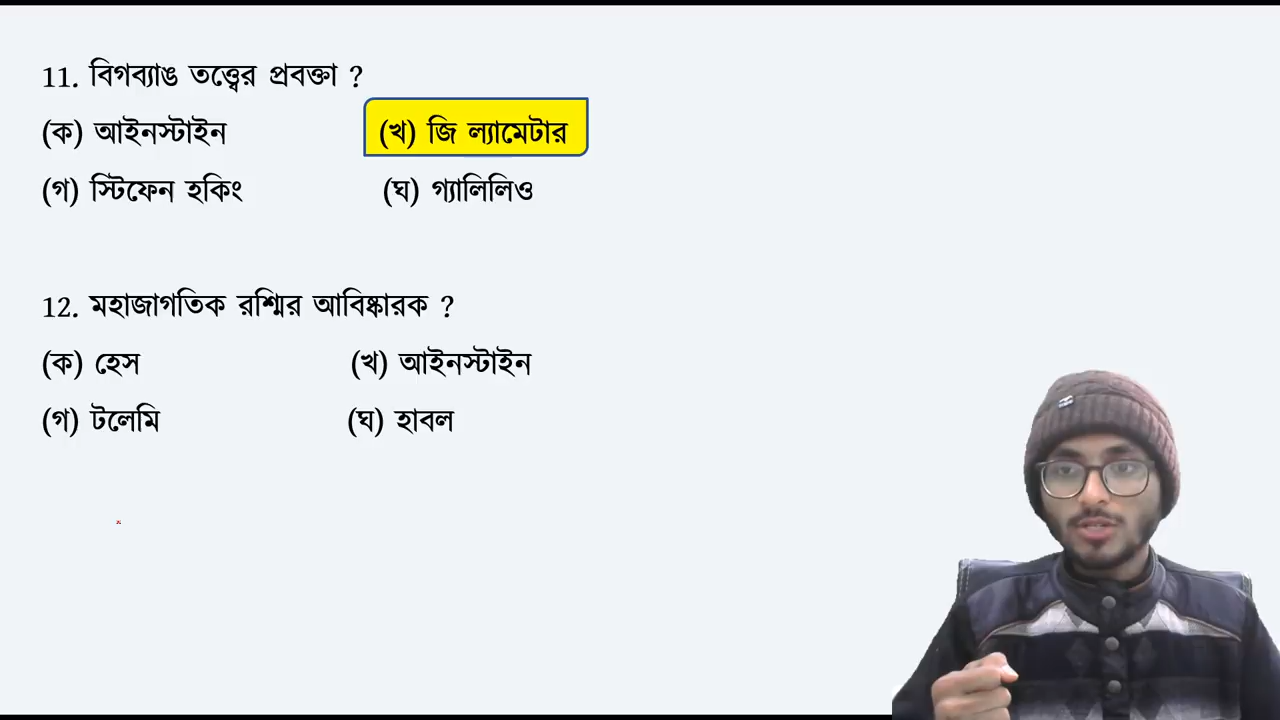 11. বিগব্যাঙ তত্ত্বের প্রবক্তা ?
(ক) আইনস্টাইন (খ) জি ল্যামেটার
(গ) স্টিফেন হকিং (ঘ) গ্যালিলিও
12. মহাজাগতিক রশ্মির আবিষ্কারক ?
(ক) হেস (খ) আইনস্টাইন
(গ) টলেমি (ঘ) হাবল